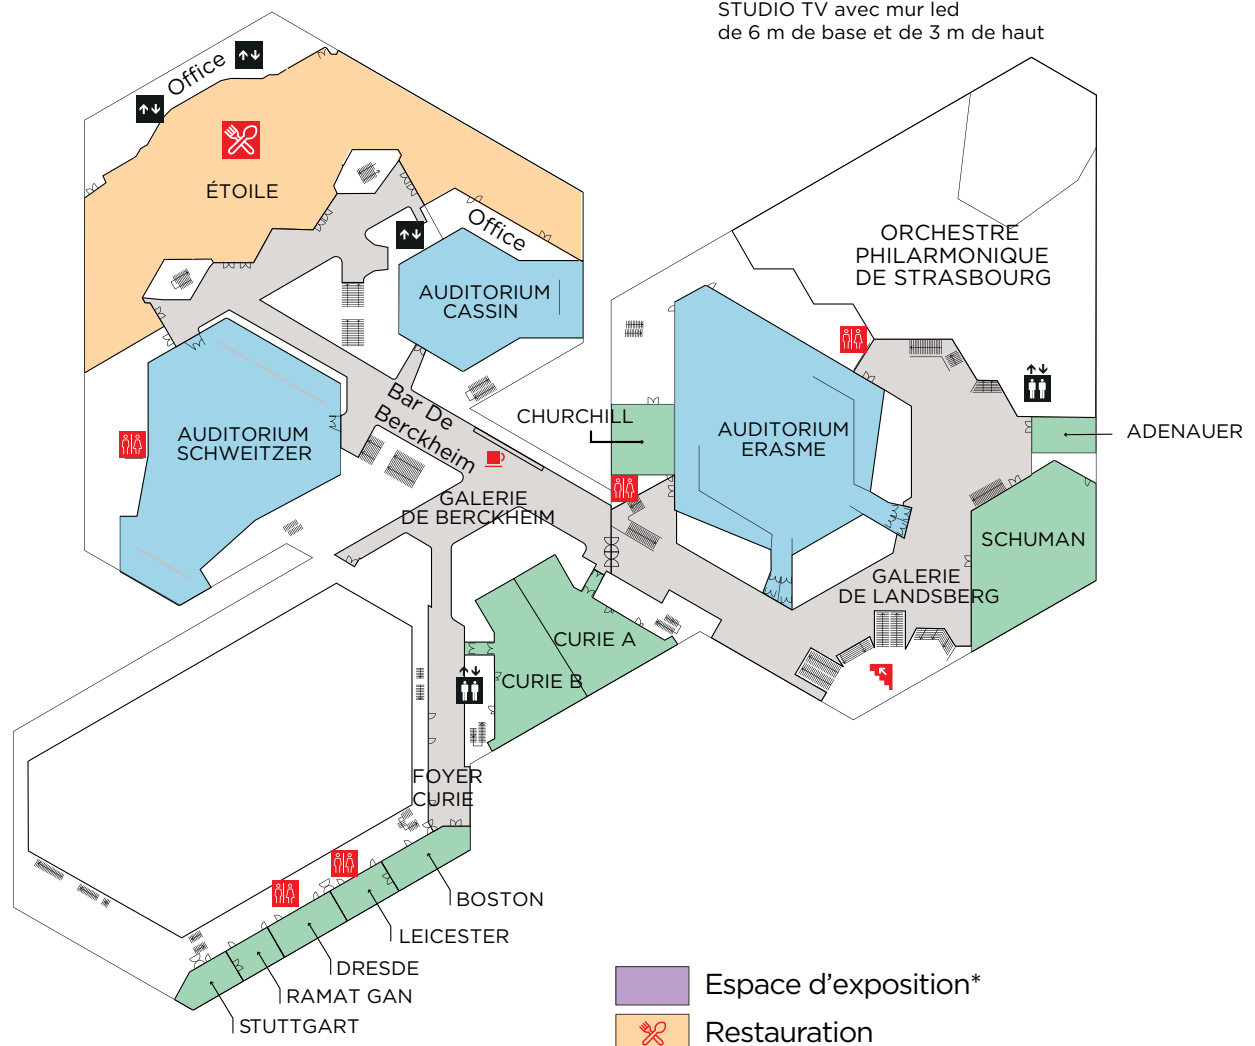 STUDIO TV avec mur led
de 6 m de base et de 3 m de haut
Office
ÉTOILE
Office
ORCHESTRE
PHILARMONIQUE
DE STRASBOURG
AUDITORIUM
CASSIN
Bar De
Berckheim
CHURCHILL
AUDITORIUM
ERASME
ADENAUER
AUDITORIUM
SCHWEITZER
GALERIE
DE BERCKHEIM
SCHUMAN
GALERIE
DE LANDSBERG
CURIE A
CURIE B
FOYER
CURIE
BOSTON
LEICESTER
DRESDE
RAMAT GAN
STUTTGART
Espace d'exposition*
Restauration